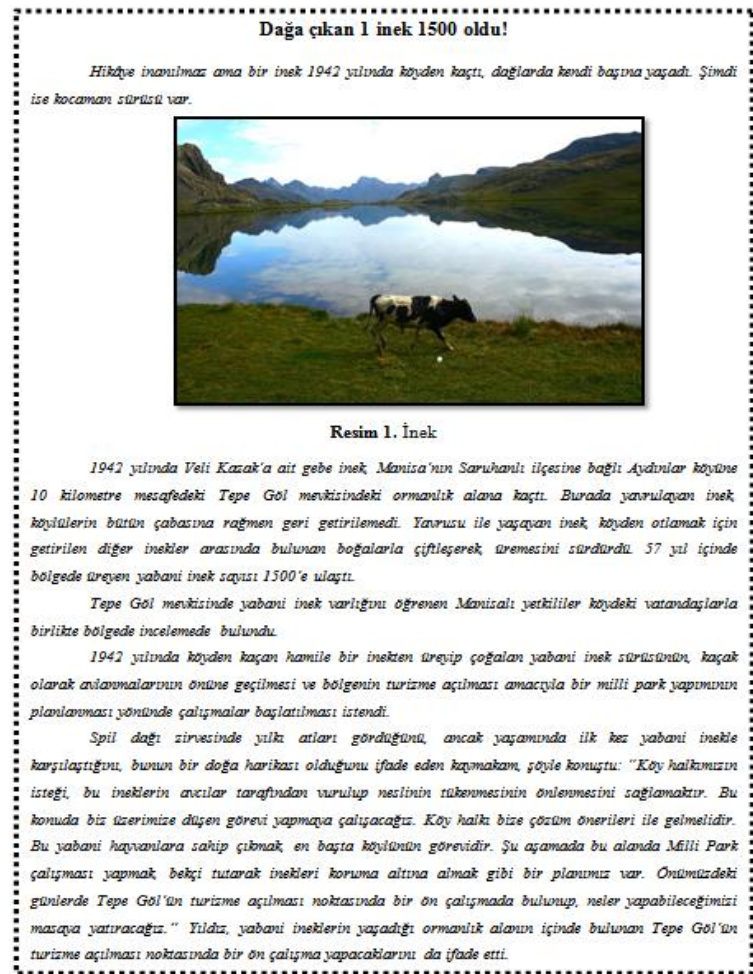 Dağa çıkan 1 inek 1500 oldu!
Hikâye inanılmaz ama bir inek 1942 yılında köyden kaçtı, dağlarda kendi başına yaşadı. Şimdi
ise kocaman sürüsü var.
Resim 1. İnek
1942 yılında Veli Kazak'a ait gebe inek, Manisa'nın Saruhanlı ilçesine bağlı Aydınlar köyüne
10 kilometre mesafedeki Tepe Göl mevkisindeki ormanlık alana kaçtı. Burada yavrulayan inek,
köylülerin bütün çabasına rağmen geri getirilemedi. Yavrusu ile yaşayan inek, köyden otlamak için
getirilen diğer inekler arasında bulunan boğalarla çiftleşerek, üremesini sürdürdü. 57 yıl içinde
bölgede üreyen yabani inek sayısı 1500'e ulaştı.
Tepe Göl mevkisinde yabani inek varlığını öğrenen Manisalı yetkililer köydeki vatandaşlarla
birlikte bölgede incelemede bulundu.
1942 yılında köyden kaçan hamile bir inekten üreyip çoğalan yabani inek sürüsünün, kaçak
olarak avlanmalarının önüne geçilmesi ve bölgenin turizme açılması amacıyla bir milli park yapımının
planlanması yönünde çalışmalar başlatılması istendi.
Spil dağı zirvesinde yılkı atları gördüğünü, ancak yaşamında ilk kez yabani inekle
karşılaştığını, bunun bir doğa harikası olduğunu ifade eden kaymakam, şöyle konuştu: "Köy halkımızın
isteği, bu ineklerin avcılar tarafından vurulup neslinin tükenmesinin önlenmesini sağlamaktır. Bu
konuda biz üzerimize düşen görevi yapmaya çalışacağız. Köy halkı bize çözüm önerileri ile gelmelidir.
Bu yabani hayvanlara sahip çıkmak, en başta köylünün görevidir. Şu aşamada bu alanda Milli Park
çalışması yapmak, bekçi tutarak inekleri koruma altına almak gibi bir planımız var. Önümüzdeki
günlerde Tepe Göl'ün turizme açılması noktasında bir ön çalışmada bulunup, neler yapabileceğimizi
masaya yatıracağız." Yıldız, yabani ineklerin yaşadığı ormanlık alanın içinde bulunan Tepe Göl'ün
turizme açılması noktasında bir ön çalışma yapacaklarını da ifade etti.